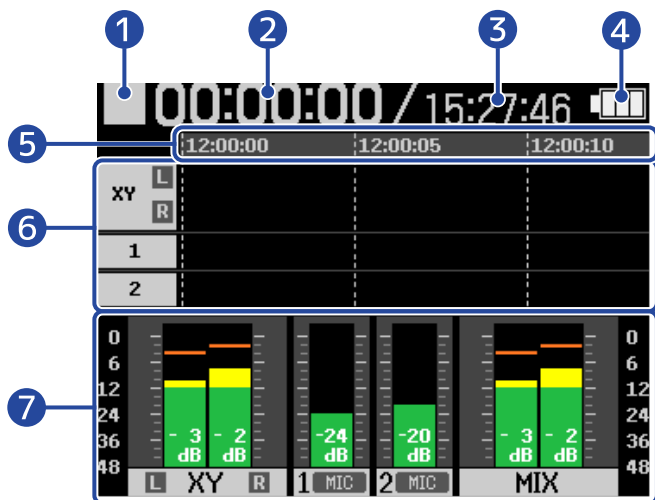 1 2 3 4
00:00:00 / 15:27:46
5 12:00:00 12:00:05 12:00:10
6 XY L R
1
2
7
0 0
6 6
12 12
24 24
36 36
48 48
- 3 dB - 2 dB -24 dB -20 dB - 3 dB - 2 dB
L XY R 1 MIC 2 MIC MIX